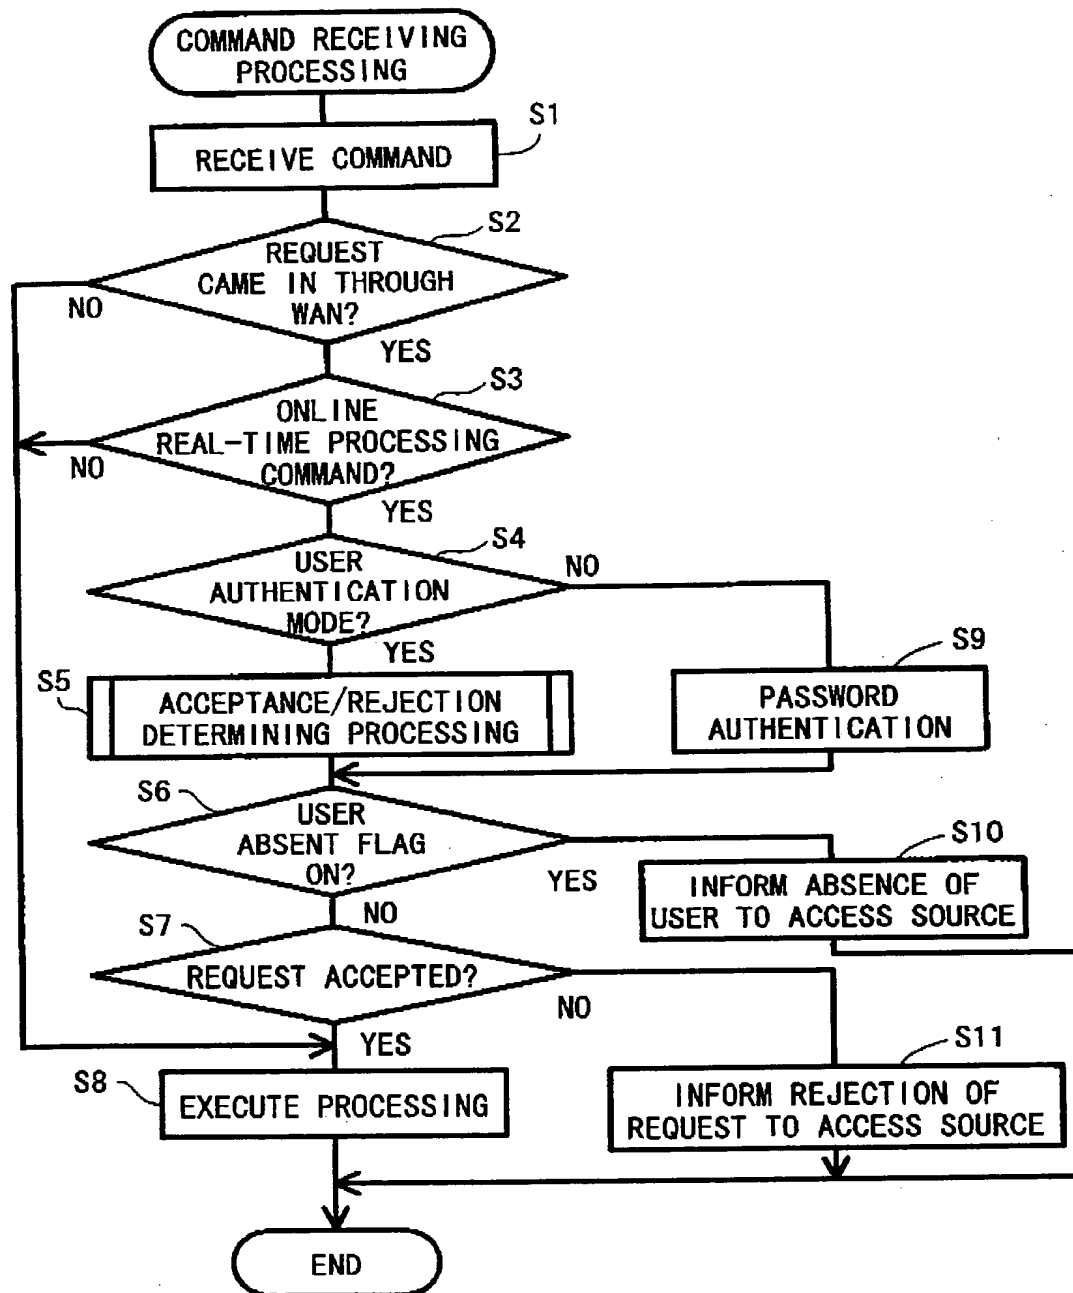 COMMAND RECEIVING
PROCESSING
S1
RECEIVE COMMAND
S2
REQUEST
CAME IN THROUGH
WAN?
NO
YES
S3
ONLINE
REAL-TIME PROCESSING
COMMAND?
NO
YES
S4
USER
AUTHENTICATION
MODE?
NO
YES
S5
ACCEPTANCE/REJECTION
DETERMINING PROCESSING
S9
PASSWORD
AUTHENTICATION
S6
USER
ABSENT FLAG
ON?
YES
NO
S10
INFORM ABSENCE OF
USER TO ACCESS SOURCE
S7
REQUEST ACCEPTED?
NO
YES
S8
EXECUTE PROCESSING
S11
INFORM REJECTION OF
REQUEST TO ACCESS SOURCE
END